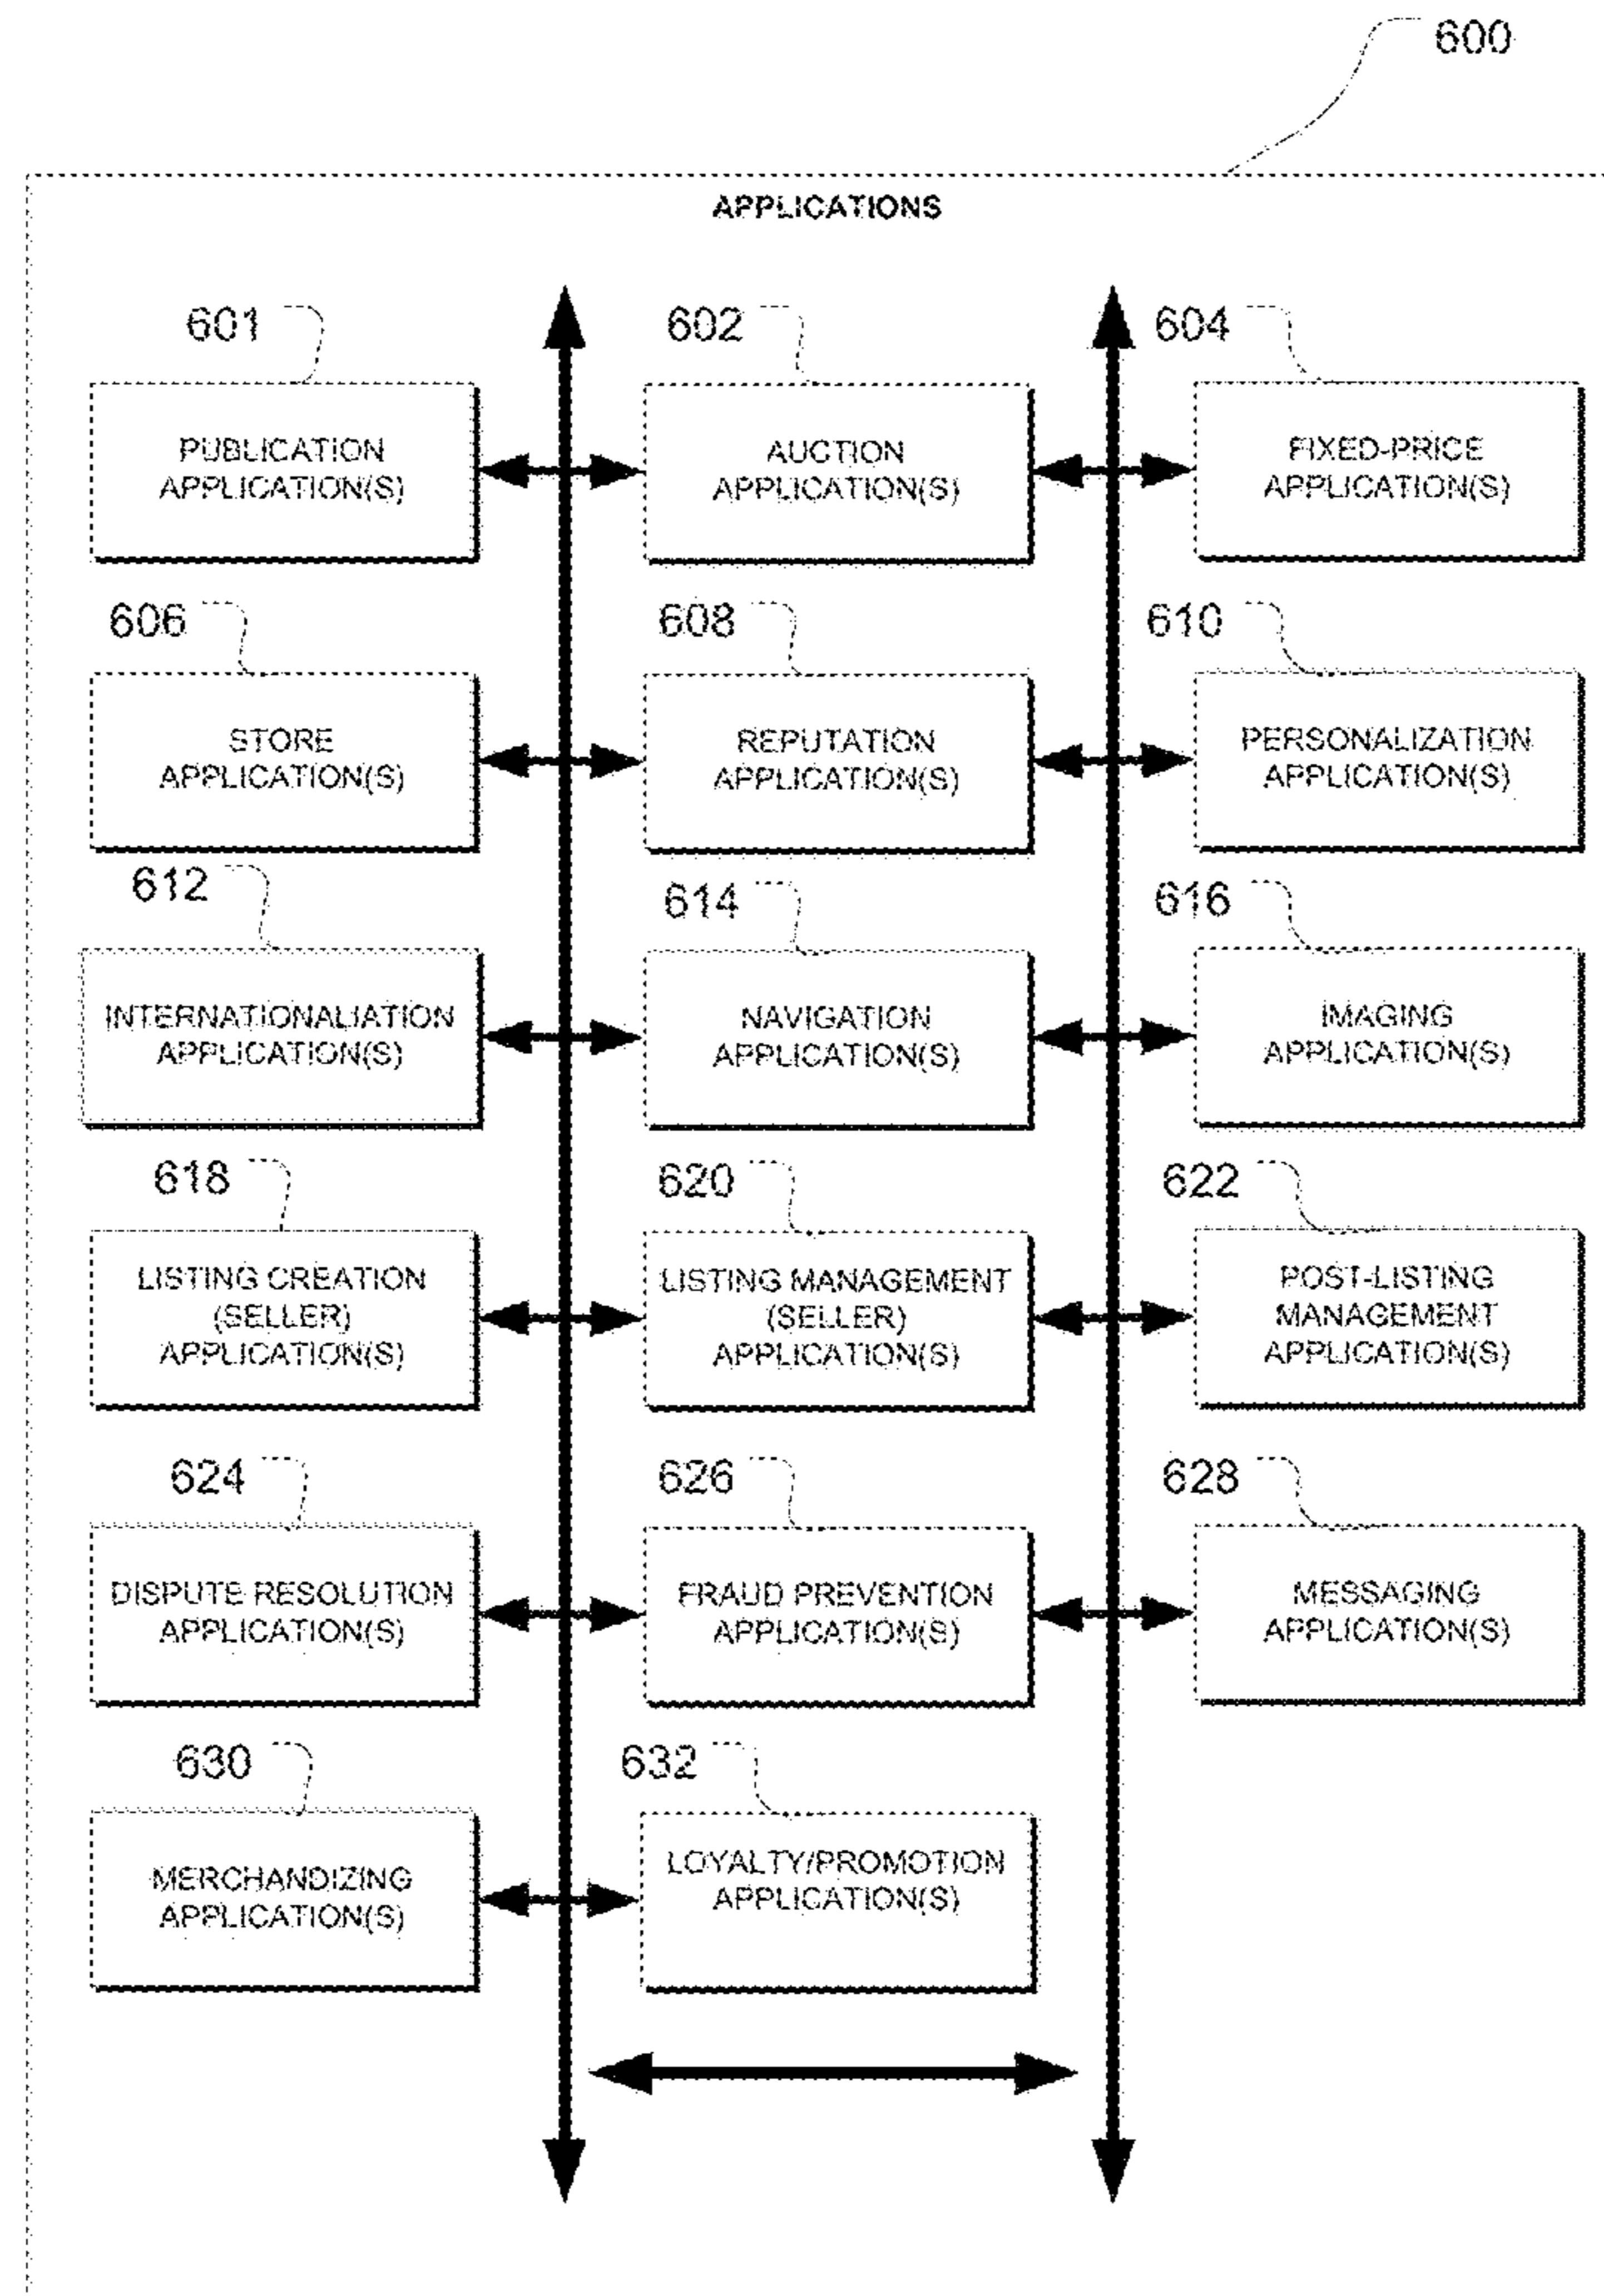 600
APPLICATIONS
601
602
604
PUBLICATION
APPLICATION(S)
AUCTION
APPLICATION(S)
FIXED-PRICE
APPLICATION(S)
606
608
610
STORE
APPLICATION(S)
REPUTATION
APPLICATION(S)
PERSONALIZATION
APPLICATION(S)
612
614
616
INTERNATIONALIATION
APPLICATION(S)
NAVIGATION
APPLICATION(S)
IMAGING
APPLICATION(S)
618
620
622
LISTING CREATION
(SELLER)
APPLICATION(S)
LISTING MANAGEMENT
(SELLER)
APPLICATION(S)
POST-LISTING
MANAGEMENT
APPLICATION(S)
624
626
628
DISPUTE RESOLUTION
APPLICATION(S)
FRAUD PREVENTION
APPLICATION(S)
MESSAGING
APPLICATION(S)
630
632
MERCHANDIZING
APPLICATION(S)
LOYALTY/PROMOTION
APPLICATION(S)